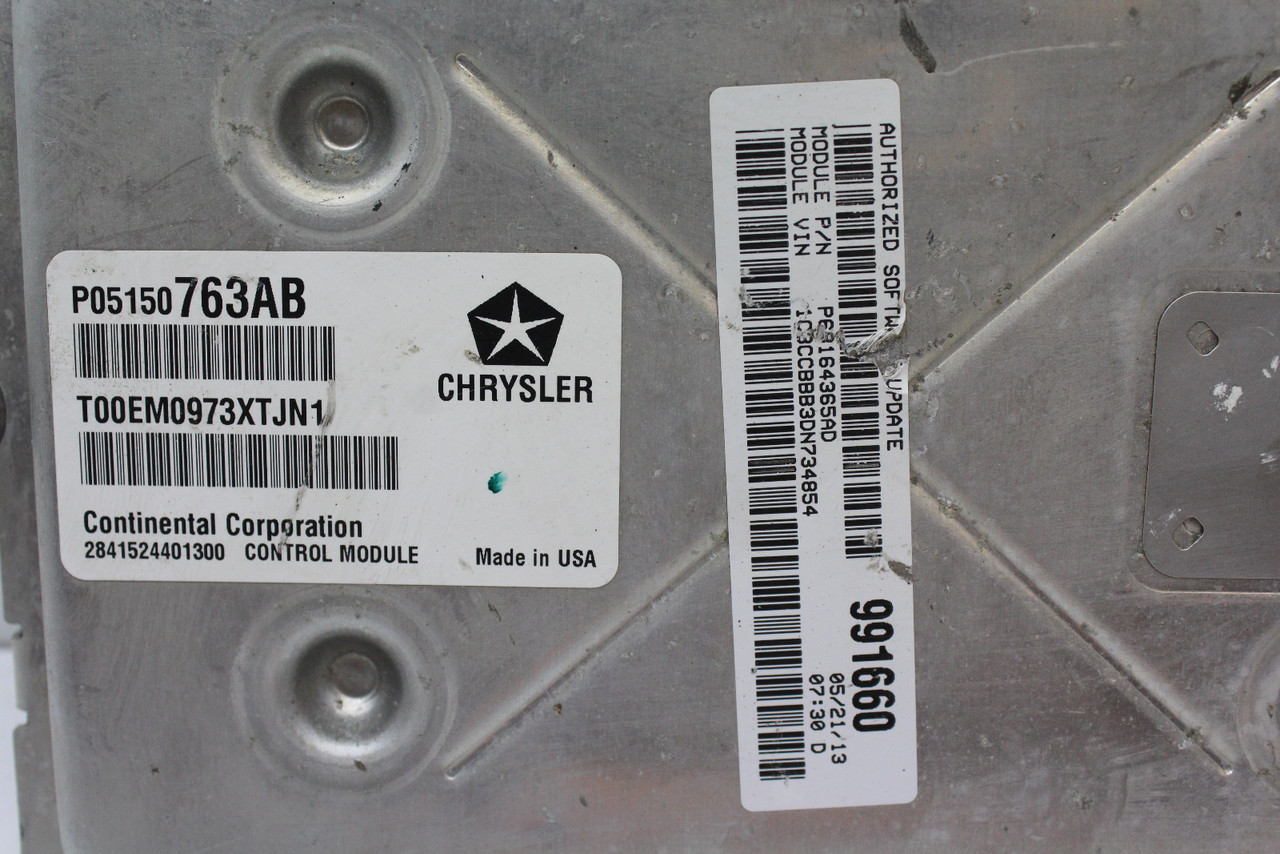 P05150763AB
T00EM0973XTJN1
CHRYSLER
Continental Corporation
2841524401300 CONTROL MODULE
Made in USA
AUTHORIZED UPDATE
MODULE P/N
MODULE VIN 1C3CCBBB3DN734854
991660
05/21/13
07:30 D